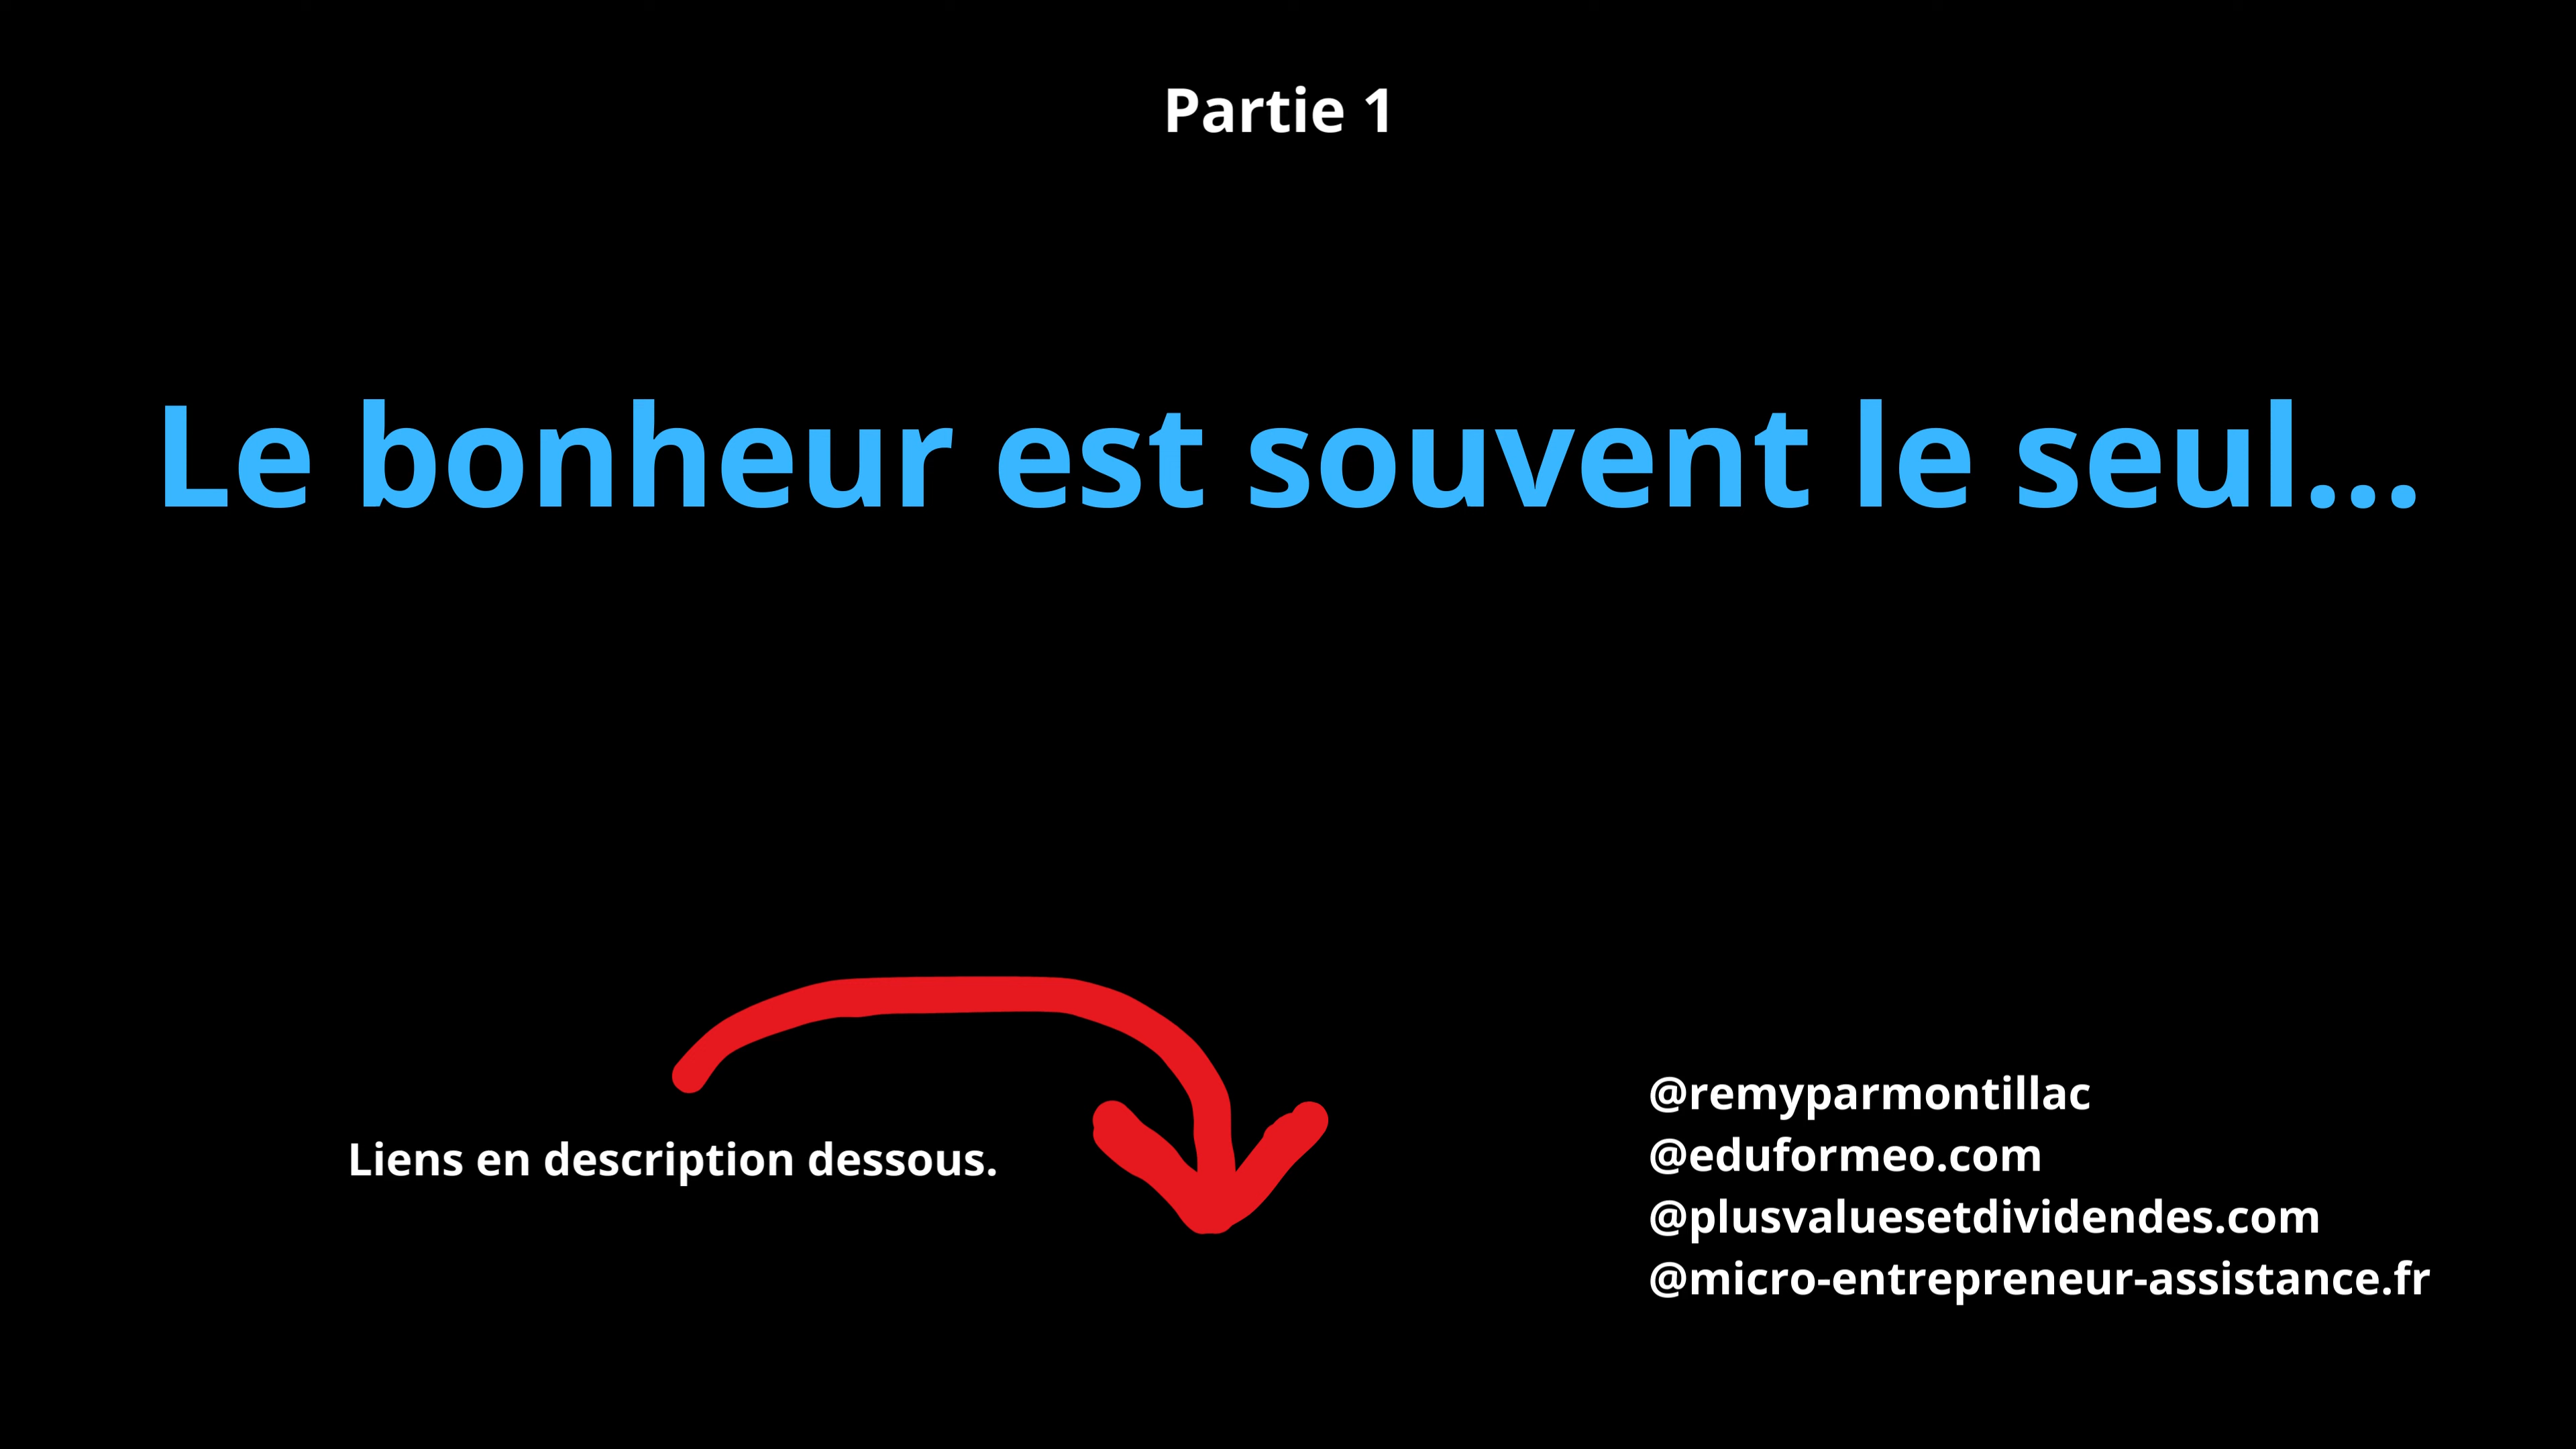 Partie 1
Le bonheur est souvent le seul...
Liens en description dessous.
@remyparmontillac
@eduformeo.com
@plusvaluesetdividendes.com
@micro-entrepreneur-assistance.fr